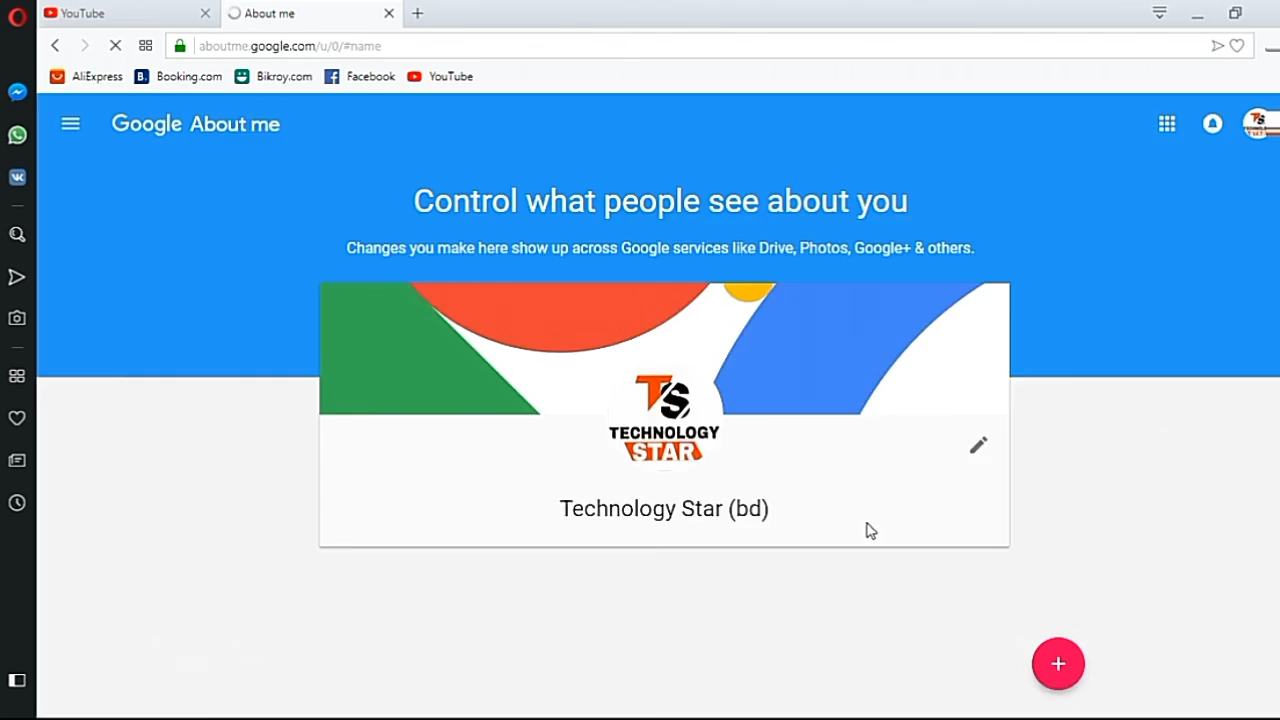 YouTube
About me
aboutme.google.com/u/0/#name
AliExpress
B.
Booking.com
Bikroy.com
Facebook
YouTube
Google About me
Control what people see about you
Changes you make here show up across Google services like Drive, Photos, Google+ & others.
TS
TECHNOLOGY
STAR
Technology Star (bd)